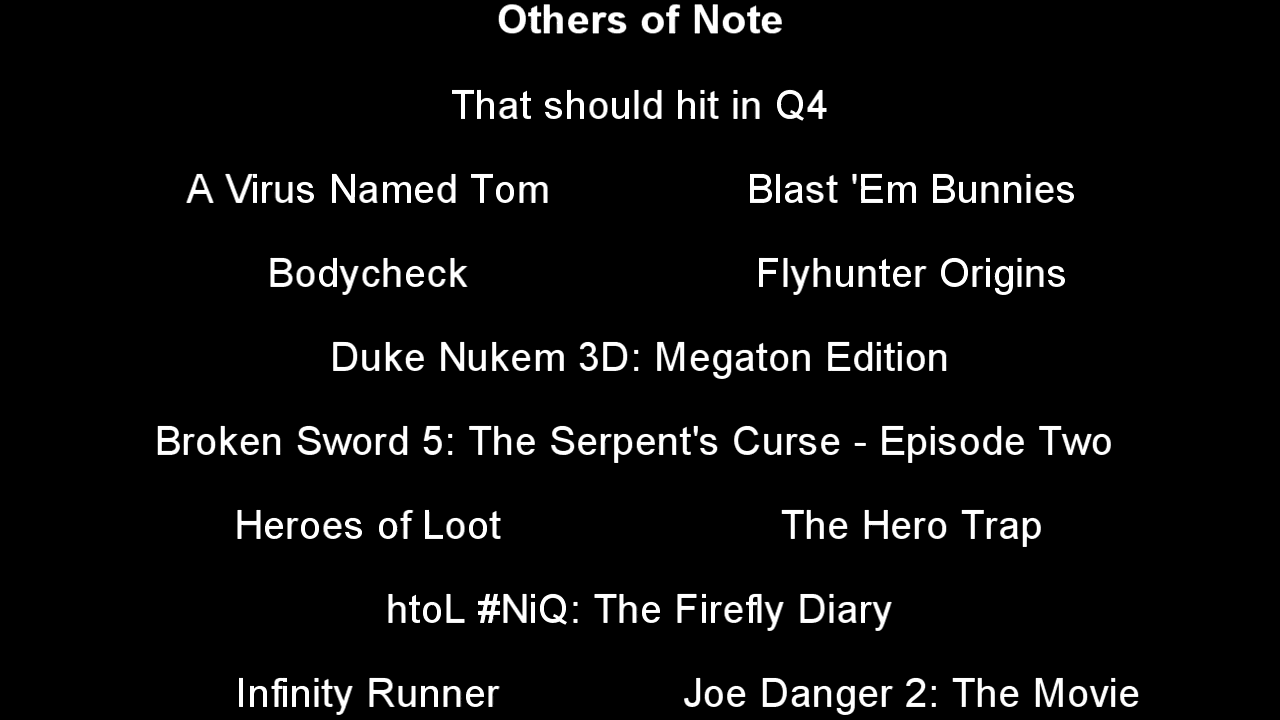 Others of Note
That should hit in Q4
A Virus Named Tom Blast 'Em Bunnies
Bodycheck Flyhunter Origins
Duke Nukem 3D: Megaton Edition
Broken Sword 5: The Serpent's Curse - Episode Two
Heroes of Loot The Hero Trap
htoL #NiQ: The Firefly Diary
Infinity Runner Joe Danger 2: The Movie